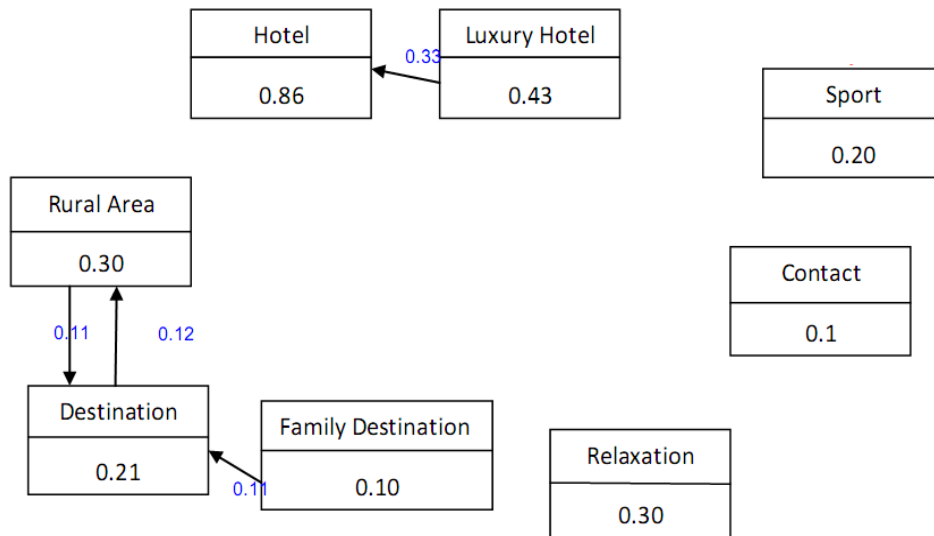 Hotel
0.86
0.33
Luxury Hotel
0.43
Sport
0.20
Rural Area
0.30
Contact
0.1
0.11
0.12
Destination
0.21
0.11
Family Destination
0.10
Relaxation
0.30